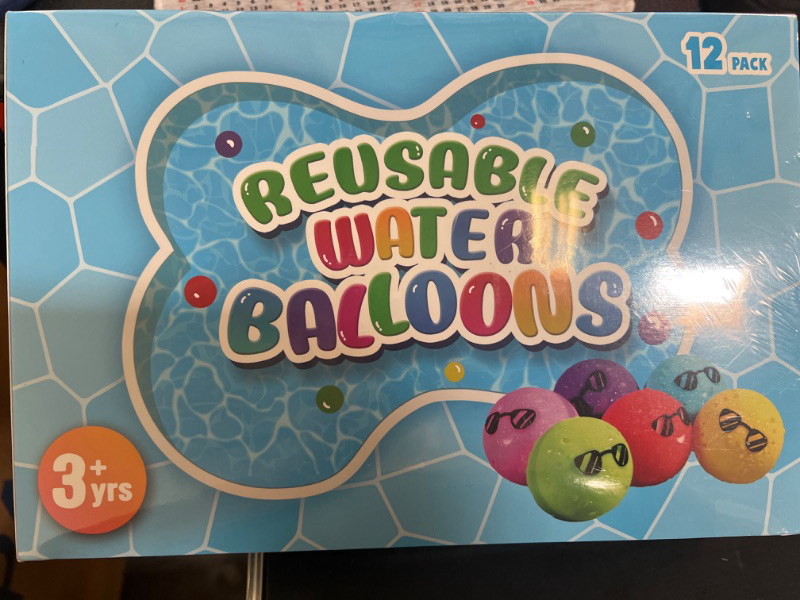 12 PACK
REUSABLE
WATER
BALLOONS
3+
yrs